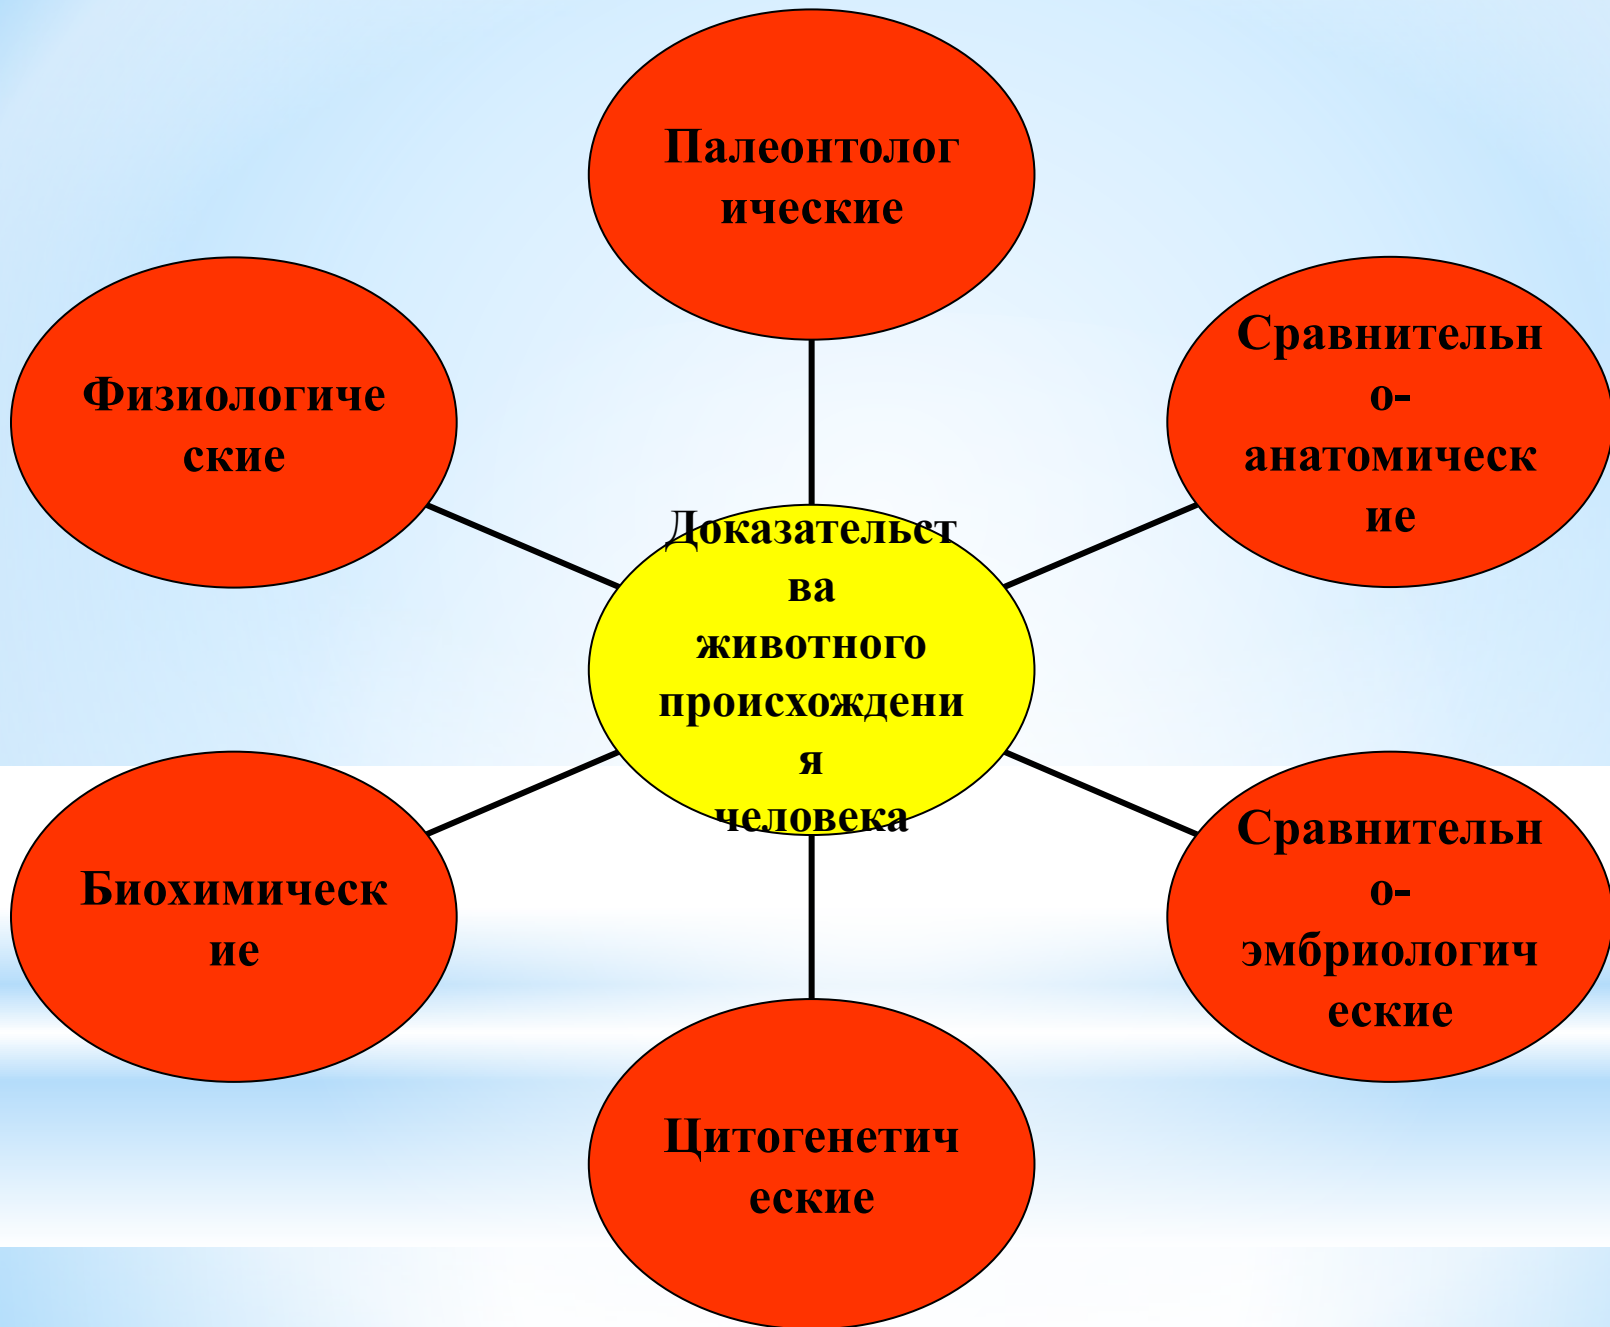 Палеонтолог
ические
Физиологиче
ские
Сравнительн
о-
анатомическ
ие
Доказательст
ва
животного
происхождени
я
человека
Биохимическ
ие
Сравнительн
о-
эмбриологич
еские
Цитогенетич
еские